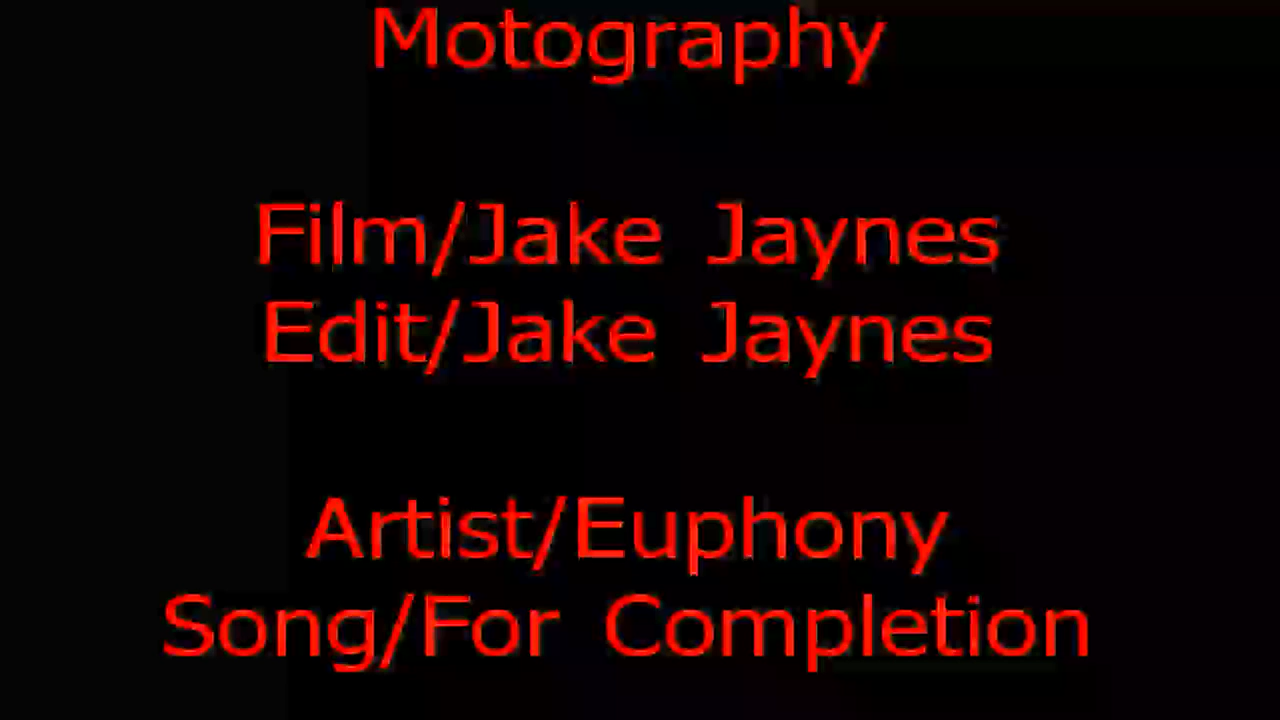 Motography
Film/Jake Jaynes
Edit/Jake Jaynes
Artist/Euphony
Song/For Completion